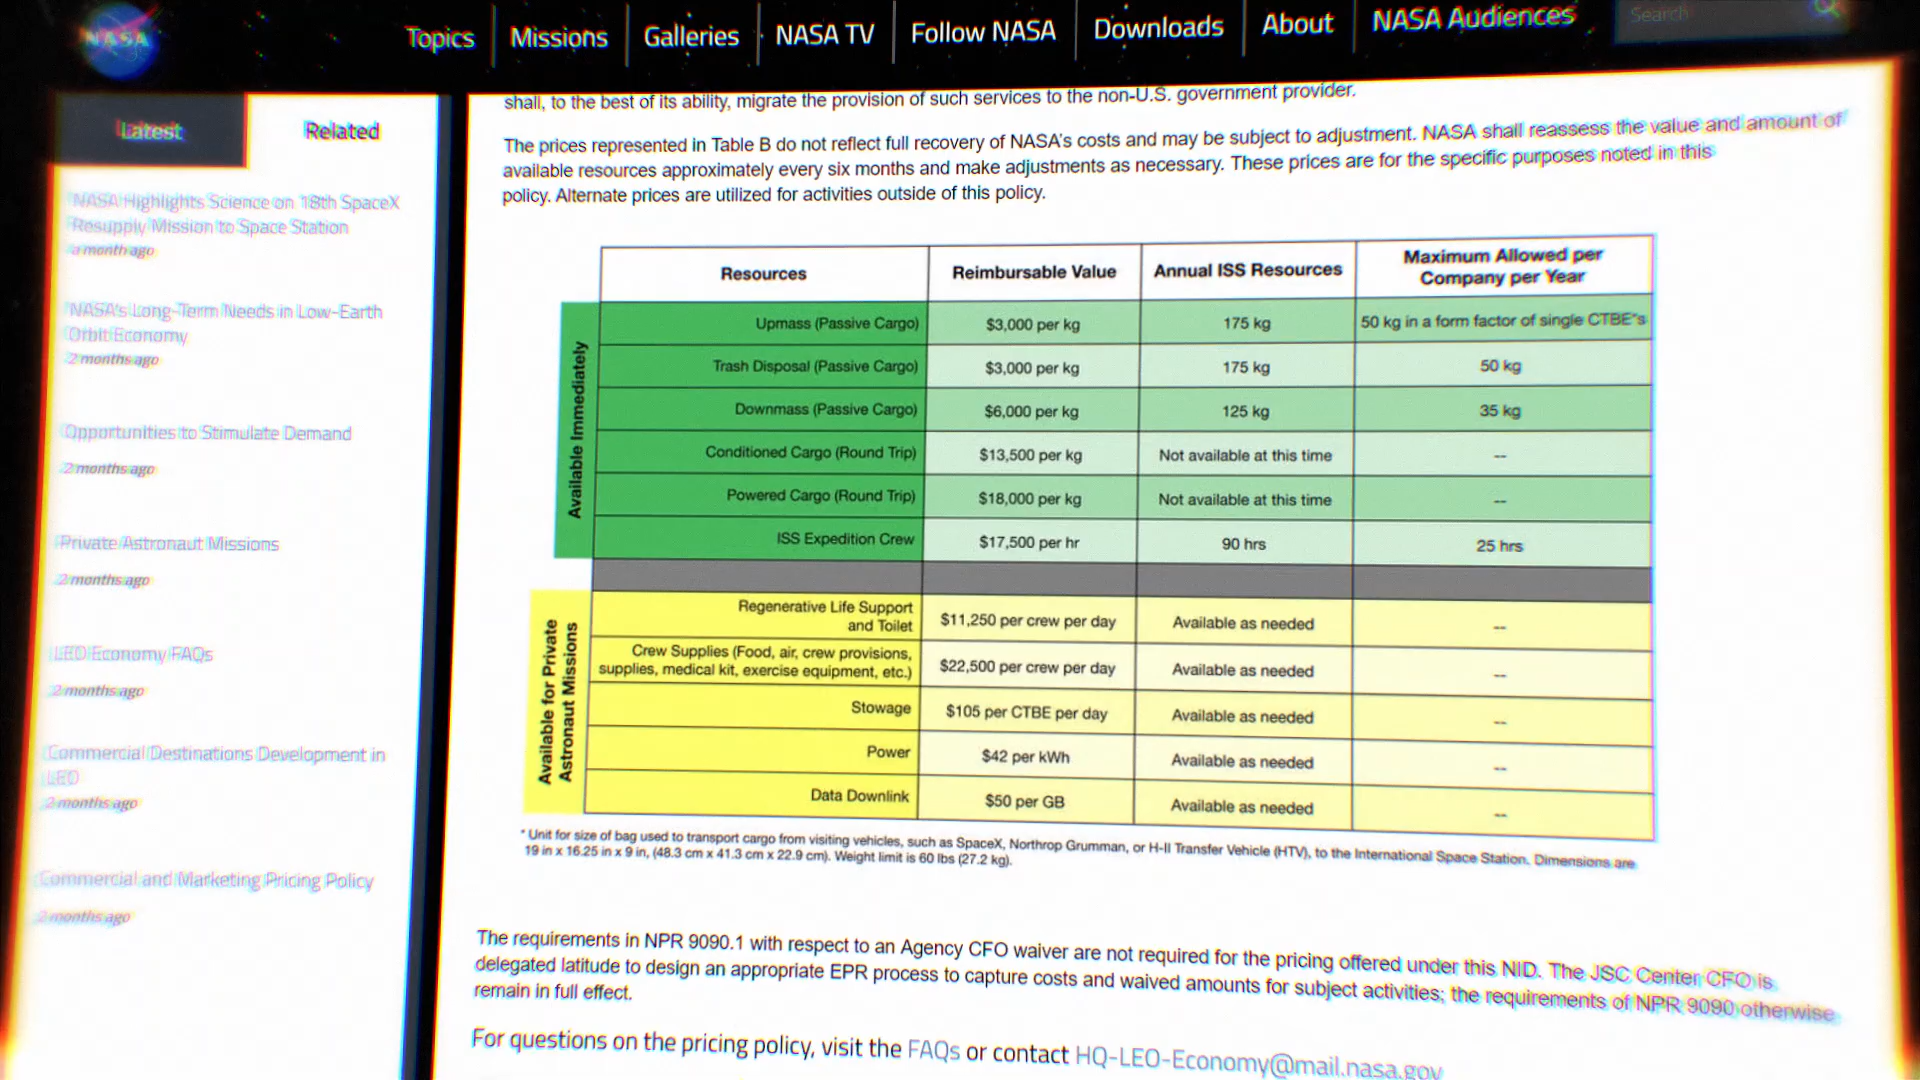 NASA
Topics
Missions
Galleries
NASA TV
Follow NASA
Downloads
About
NASA Audiences
Search
Latest
Related
NASA Highlights Science on 18th SpaceX
Resupply Mission to Space Station
a month ago
NASA's Long-Term Needs in Low-Earth
Orbit Economy
2 months ago
Opportunities to Stimulate Demand
2 months ago
Private Astronaut Missions
2 months ago
LEO Economy FAQs
2 months ago
Commercial Destinations Development in
LEO
2 months ago
Commercial and Marketing Pricing Policy
2 months ago
shall, to the best of its ability, migrate the provision of such services to the non-U.S. government provider.
The prices represented in Table B do not reflect full recovery of NASA's costs and may be subject to adjustment. NASA shall reassess the value and amount of
available resources approximately every six months and make adjustments as necessary. These prices are for the specific purposes noted in this
policy. Alternate prices are utilized for activities outside of this policy.
Resources
Reimbursable Value
Annual ISS Resources
Maximum Allowed per
Company per Year
Available Immediately
Upmass (Passive Cargo)
$3,000 per kg
175 kg
50 kg in a form factor of single CTBE*s
Trash Disposal (Passive Cargo)
$3,000 per kg
175 kg
50 kg
Downmass (Passive Cargo)
$6,000 per kg
125 kg
35 kg
Conditioned Cargo (Round Trip)
$13,500 per kg
Not available at this time
--
Powered Cargo (Round Trip)
$18,000 per kg
Not available at this time
--
ISS Expedition Crew
$17,500 per hr
90 hrs
25 hrs
Available for Private
Astronaut Missions
Regenerative Life Support
and Toilet
$11,250 per crew per day
Available as needed
--
Crew Supplies (Food, air, crew provisions,
supplies, medical kit, exercise equipment, etc.)
$22,500 per crew per day
Available as needed
--
Stowage
$105 per CTBE per day
Available as needed
--
Power
$42 per kWh
Available as needed
--
Data Downlink
$50 per GB
Available as needed
--
* Unit for size of bag used to transport cargo from visiting vehicles, such as SpaceX, Northrop Grumman, or H-II Transfer Vehicle (HTV), to the International Space Station. Dimensions are
19 in x 16.25 in x 9 in, (48.3 cm x 41.3 cm x 22.9 cm). Weight limit is 60 lbs (27.2 kg).
The requirements in NPR 9090.1 with respect to an Agency CFO waiver are not required for the pricing offered under this NID. The JSC Center CFO is
delegated latitude to design an appropriate EPR process to capture costs and waived amounts for subject activities; the requirements of NPR 9090 otherwise
remain in full effect.
For questions on the pricing policy, visit the FAQs or contact HQ-LEO-Economy@mail.nasa.gov